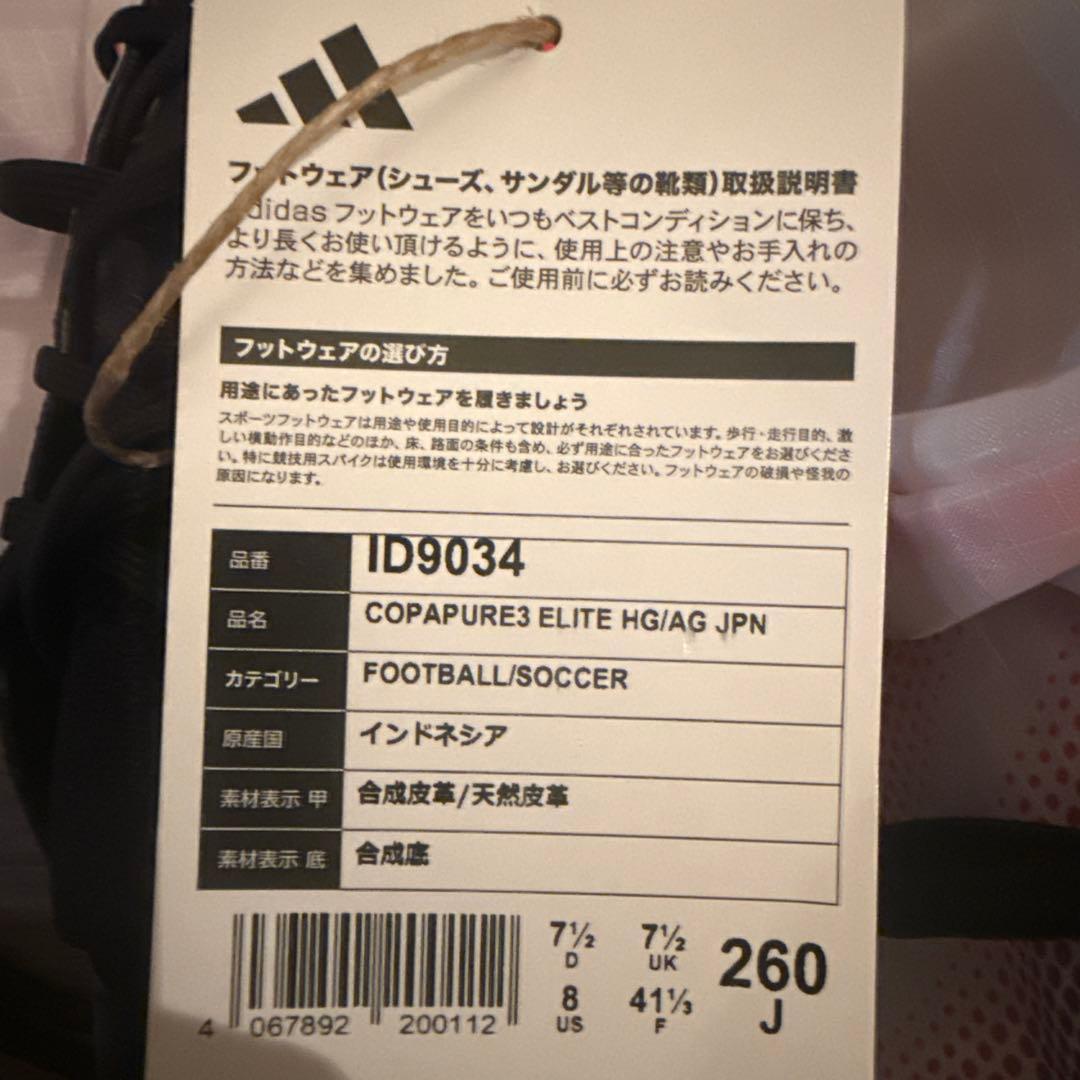 フットウェア(シューズ、サンダル等の靴類)取扱説明書
adidas フットウェアをいつもベストコンディションに保ち、
より長くお使い頂けるように、使用上の注意やお手入れの
方法などを集めました。ご使用前に必ずお読みください。
フットウェアの選び方
用途にあったフットウェアを履きましょう
スポーツフットウェアは用途や使用目的によって設計がそれぞれされています。歩行・走行目的、激
しい横動作目的などのほか、床、路面の条件も含め、必ず用途に合ったフットウェアをお選びくださ
い。特に競技用スパイクは使用環境を十分に考慮し、お選びください。フットウェアの破損や怪我の
原因になります。
品番 ID9034
品名 COPAPURE3 ELITE HG/AG JPN
カテゴリー FOOTBALL/SOCCER
原産国 インドネシア
素材表示 甲 合成皮革/天然皮革
素材表示 底 合成底
7½ 7½ 260
D UK J
8 41⅓
US F
4 067892 200112